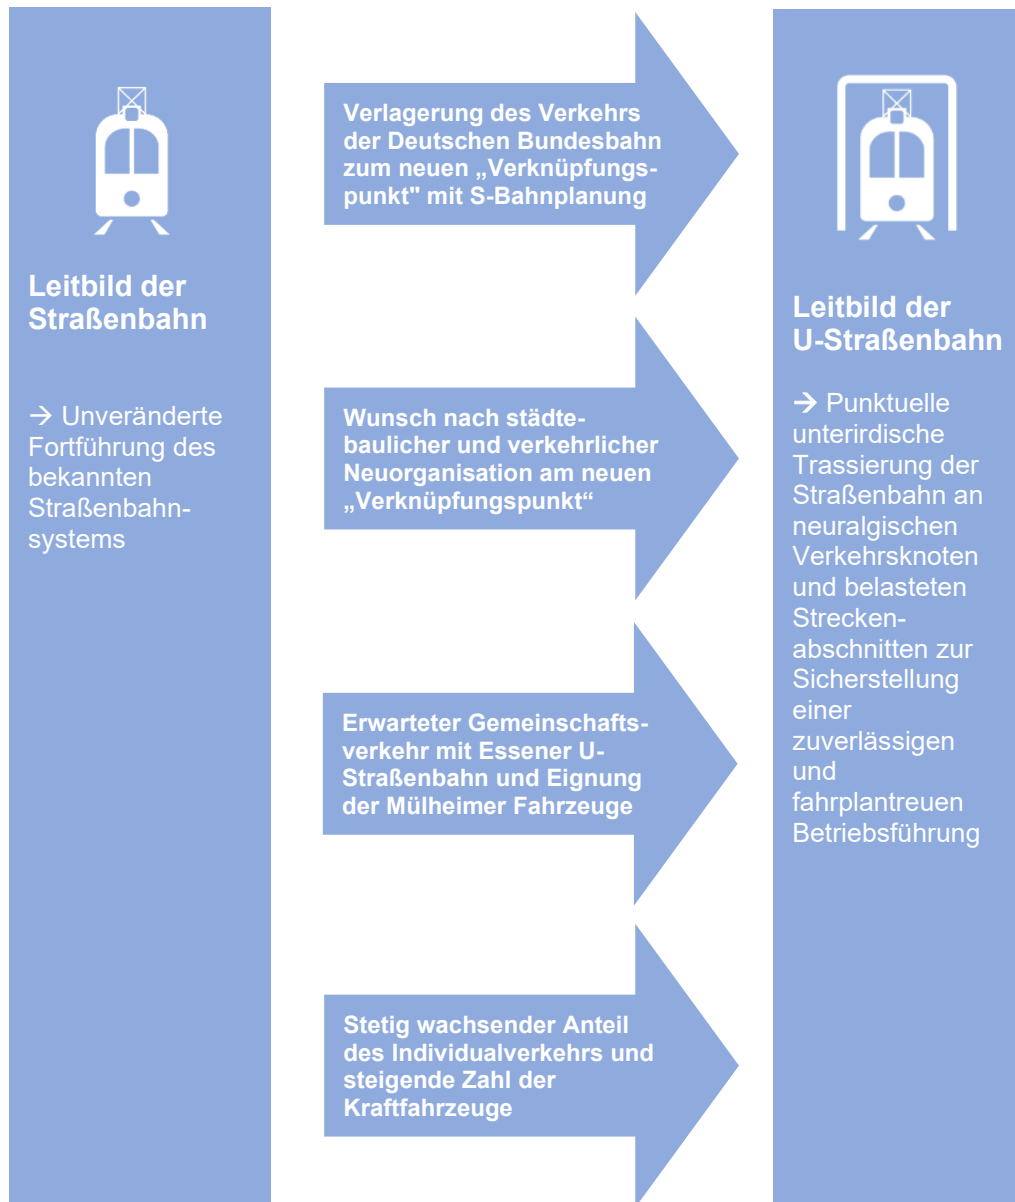 Leitbild der
Straßenbahn
→ Unveränderte
Fortführung des
bekannten
Straßenbahn-
systems
Verlagerung des Verkehrs
der Deutschen Bundesbahn
zum neuen „Verknüpfungs-
punkt" mit S-Bahnplanung
Wunsch nach städte-
baulicher und verkehrlicher
Neuorganisation am neuen
„Verknüpfungspunkt“
Erwarteter Gemeinschafts-
verkehr mit Essener U-
Straßenbahn und Eignung
der Mülheimer Fahrzeuge
Stetig wachsender Anteil
des Individualverkehrs und
steigende Zahl der
Kraftfahrzeuge
Leitbild der
U-Straßenbahn
→ Punktuelle
unterirdische
Trassierung der
Straßenbahn an
neuralgischen
Verkehrsknoten
und belasteten
Strecken-
abschnitten zur
Sicherstellung
einer
zuverlässigen
und
fahrplantreuen
Betriebsführung